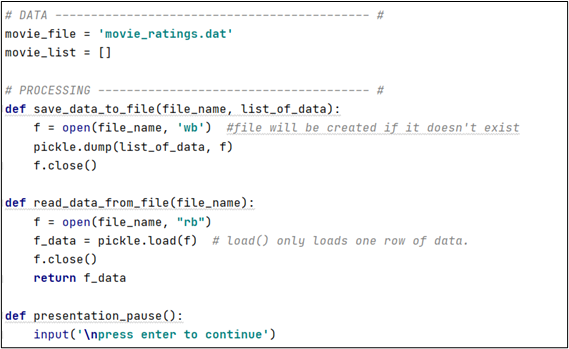 # DATA -------------------------------------- #
movie_file = 'movie_ratings.dat'
movie_list = []
# PROCESSING -------------------------------------- #
def save_data_to_file(file_name, list_of_data):
    f = open(file_name, 'wb')  #file will be created if it doesn't exist
    pickle.dump(list_of_data, f)
    f.close()
def read_data_from_file(file_name):
    f = open(file_name, "rb")
    f_data = pickle.load(f)  # load() only loads one row of data.
    f.close()
    return f_data
def presentation_pause():
    input('\npress enter to continue')